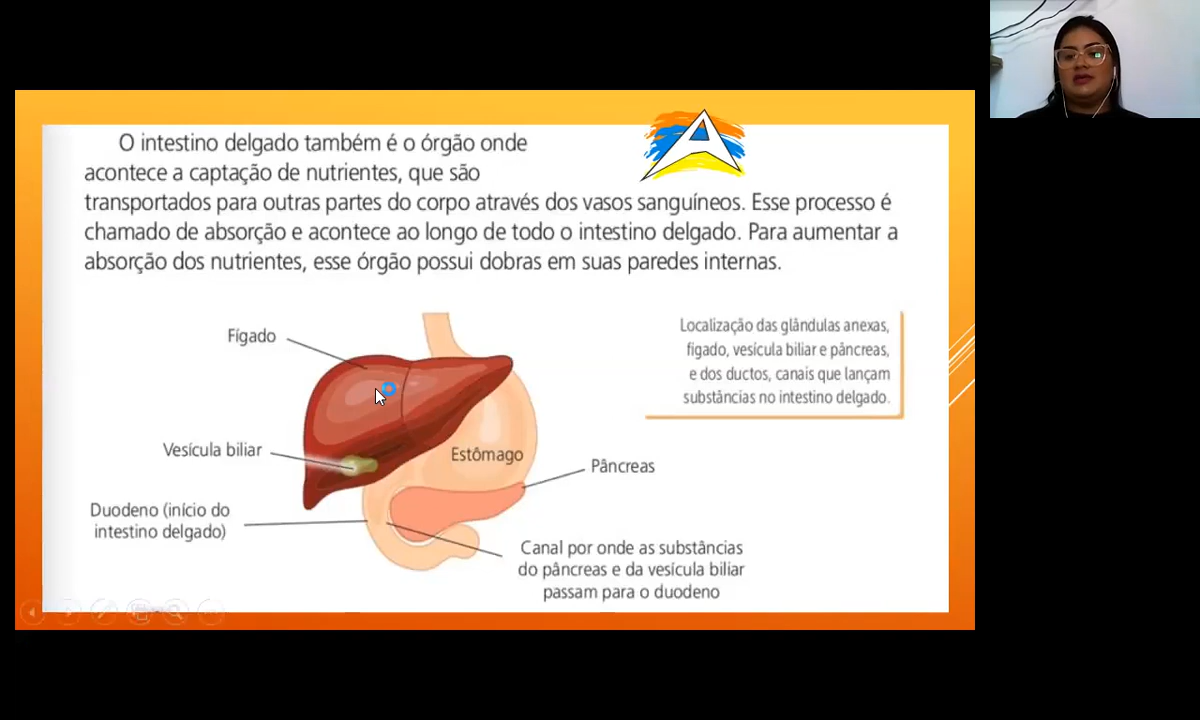 O intestino delgado também é o órgão onde
acontece a captação de nutrientes, que são
transportados para outras partes do corpo através dos vasos sanguíneos. Esse processo é
chamado de absorção e acontece ao longo de todo o intestino delgado. Para aumentar a
absorção dos nutrientes, esse órgão possui dobras em suas paredes internas.
Localização das glândulas anexas,
fígado, vesícula biliar e pâncreas,
e dos ductos, canais que lançam
substâncias no intestino delgado.
Fígado
Vesícula biliar
Estômago
Pâncreas
Duodeno (início do
intestino delgado)
Canal por onde as substâncias
do pâncreas e da vesícula biliar
passam para o duodeno